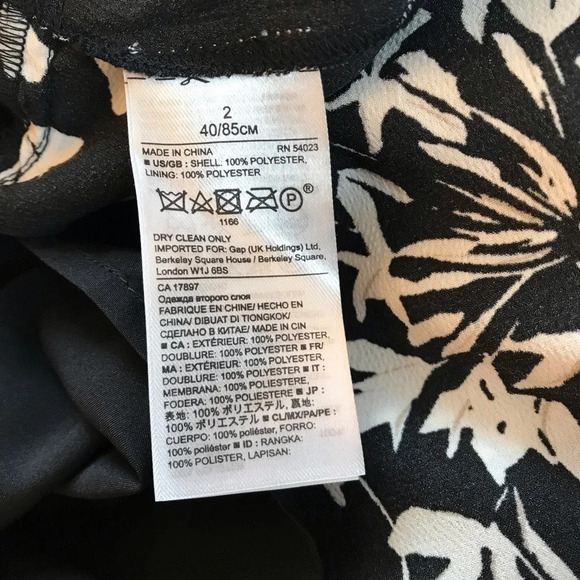 2
40/85CM
MADE IN CHINA RN 54023
■ US/GB : SHELL: 100% POLYESTER,
LINING: 100% POLYESTER.
P®
1166
DRY CLEAN ONLY
IMPORTED FOR: Gap (UK Holdings) Ltd,
Berkeley Square House / Berkeley Square,
London W1J 6BS
CA 17897
Одежда второго слоя
FABRIQUÉ EN CHINE/ HECHO EN
CHINA/ DIBUAT DI TIONGKOK/
СДЕЛАНО В КИТАЕ/ MADE IN CIN
■ CA : EXTÉRIEUR: 100% POLYESTER,
DOUBLURE: 100% POLYESTER ■ FR/
MA : EXTÉRIEUR: 100% POLYESTER,
DOUBLURE: 100% POLYESTER ■ IT :
MEMBRANA: 100% POLIESTERE,
FODERA: 100% POLIESTERE ■ JP :
表地: 100% ポリエステル, 裏地:
100% ポリエステル ■ CL/MX/PA/PE :
CUERPO: 100% poliéster, FORRO:
100% poliéster ■ ID : RANGKA:
100% POLISTER, LAPISAN: